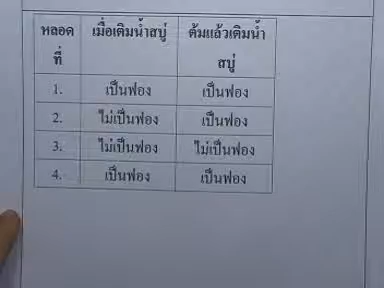 หลอดที่ เมื่อเติมน้ำสบู่ ต้มแล้วเติมน้ำสบู่
1. เป็นฟอง เป็นฟอง
2. ไม่เป็นฟอง เป็นฟอง
3. ไม่เป็นฟอง ไม่เป็นฟอง
4. เป็นฟอง เป็นฟอง